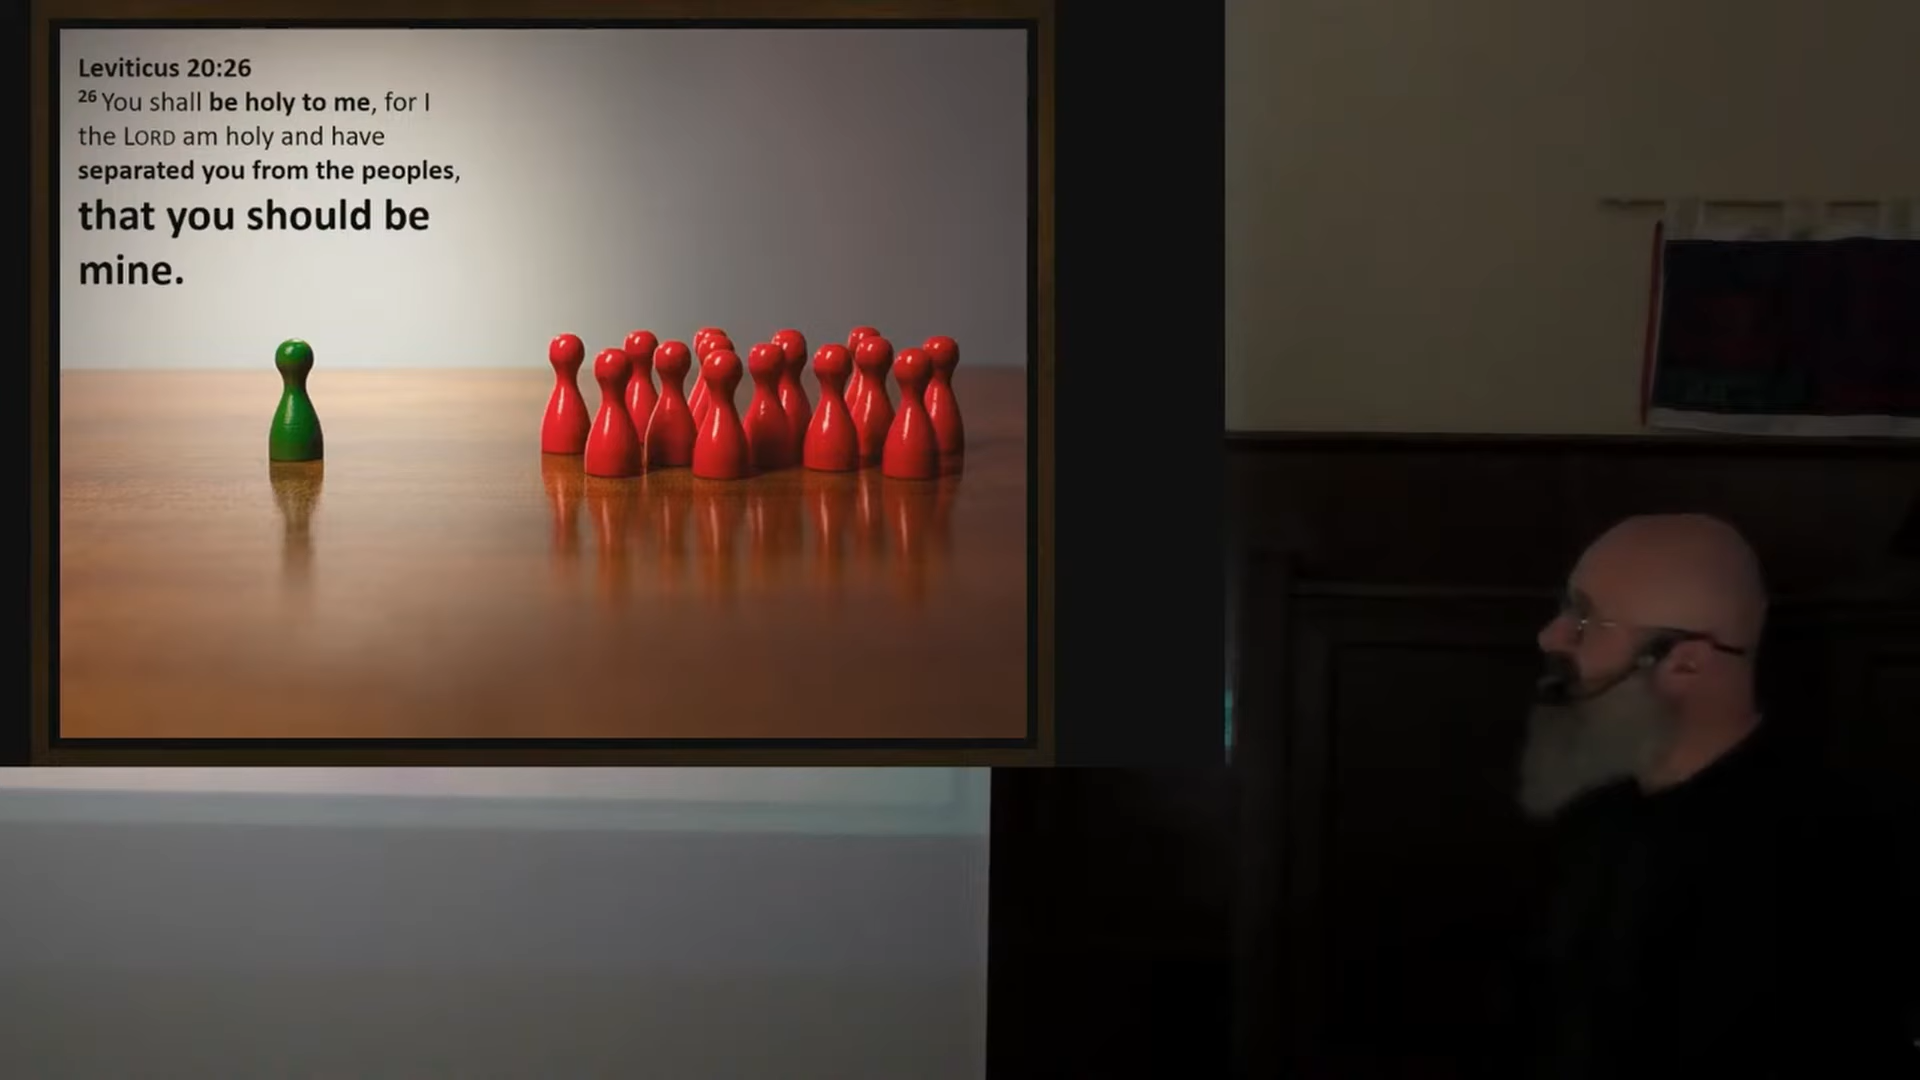 Leviticus 20:26
26 You shall be holy to me, for I
the LORD am holy and have
separated you from the peoples,
that you should be
mine.